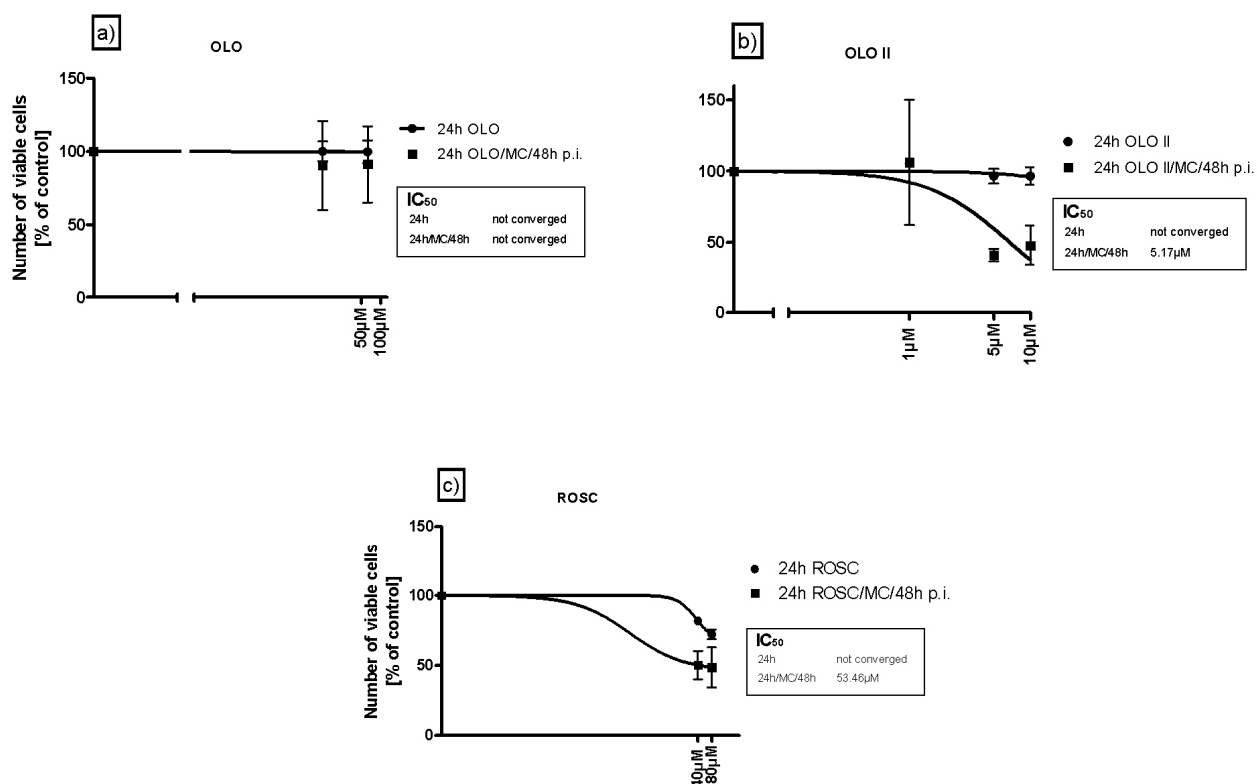 a)
OLO
Number of viable cells
[% of control]
150
100
50
0
50µM
100µM
24h OLO
24h OLO/MC/48h p.i.
IC50
24h not converged
24h/MC/48h not converged
b)
OLO II
150
100
50
0
1µM
5µM
10µM
24h OLO II
24h OLO II/MC/48h p.i.
IC50
24h not converged
24h/MC/48h 5.17µM
c)
ROSC
Number of viable cells
[% of control]
150
100
50
0
40µM
80µM
24h ROSC
24h ROSC/MC/48h p.i.
IC50
24h not converged
24h/MC/48h 53.46µM